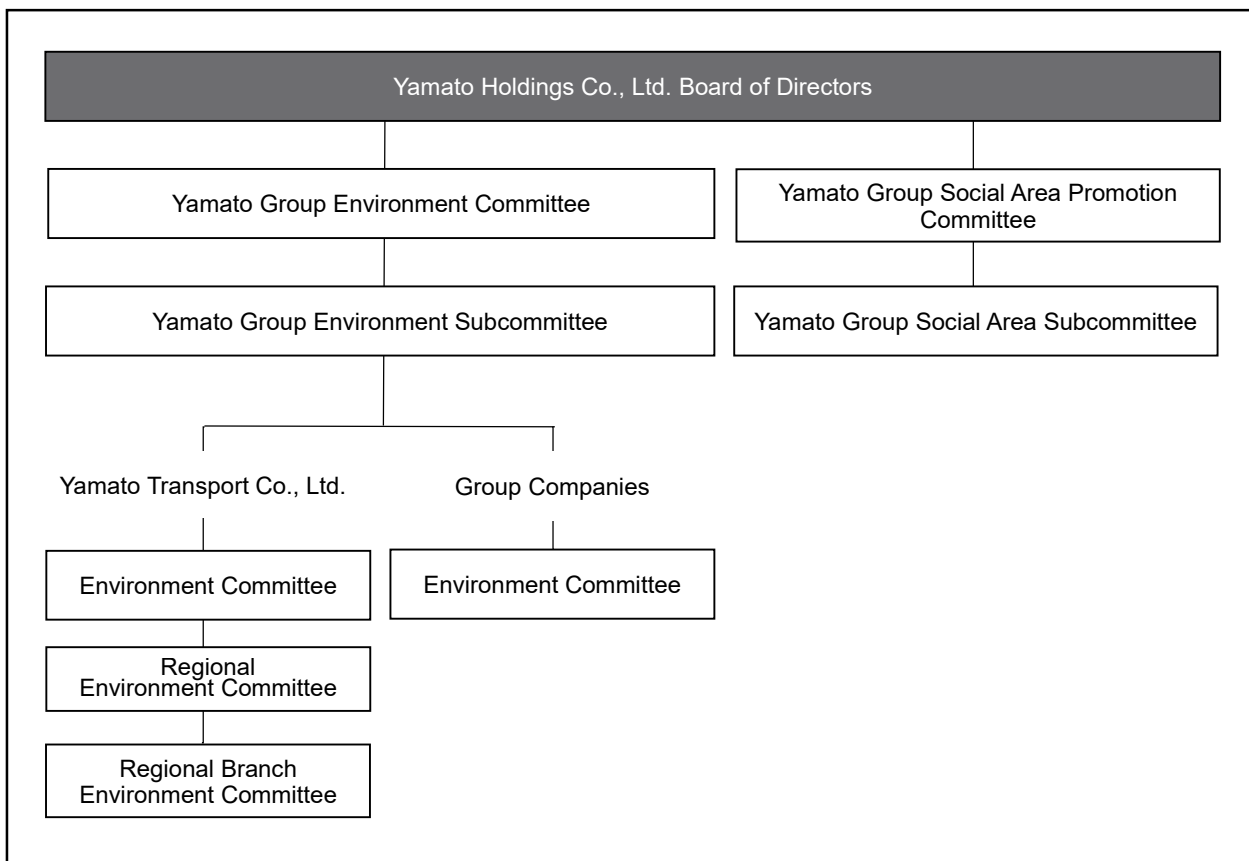 Yamato Holdings Co., Ltd. Board of Directors
Yamato Group Environment Committee
Yamato Group Social Area Promotion
Committee
Yamato Group Environment Subcommittee
Yamato Group Social Area Subcommittee
Yamato Transport Co., Ltd.
Group Companies
Environment Committee
Environment Committee
Regional
Environment Committee
Regional Branch
Environment Committee